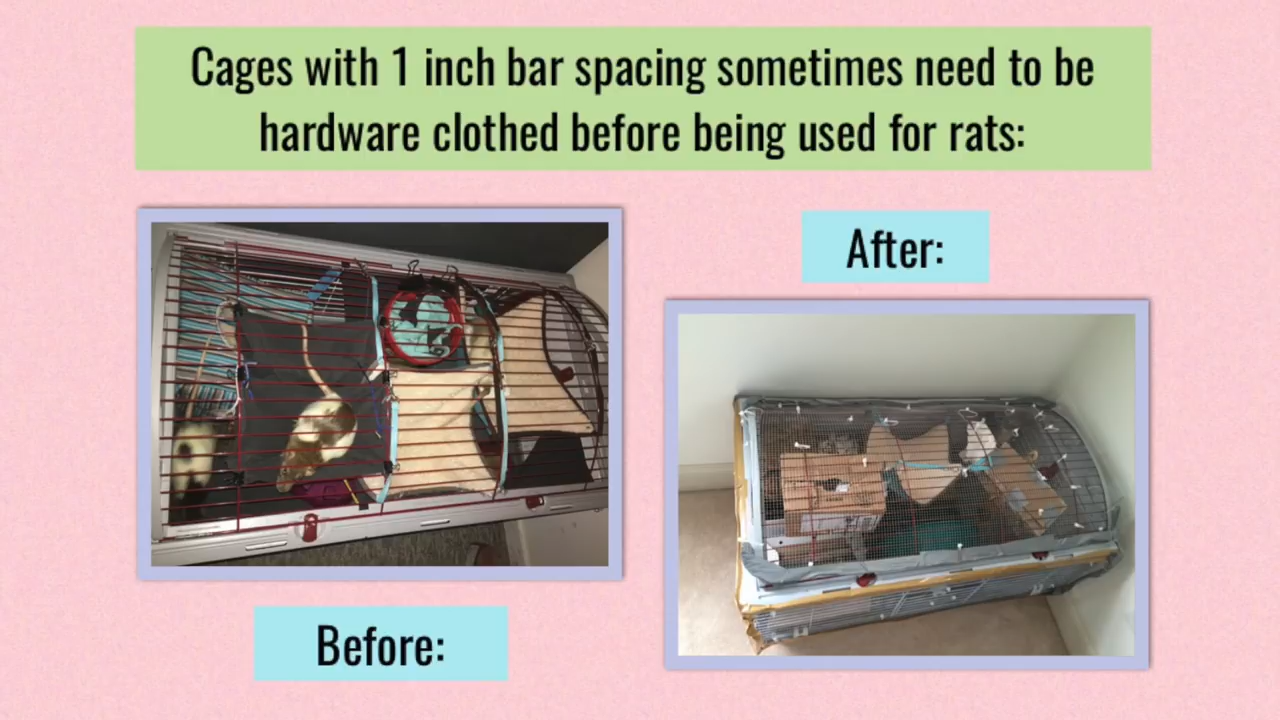 Cages with 1 inch bar spacing sometimes need to be
hardware clothed before being used for rats:
After:
Before: